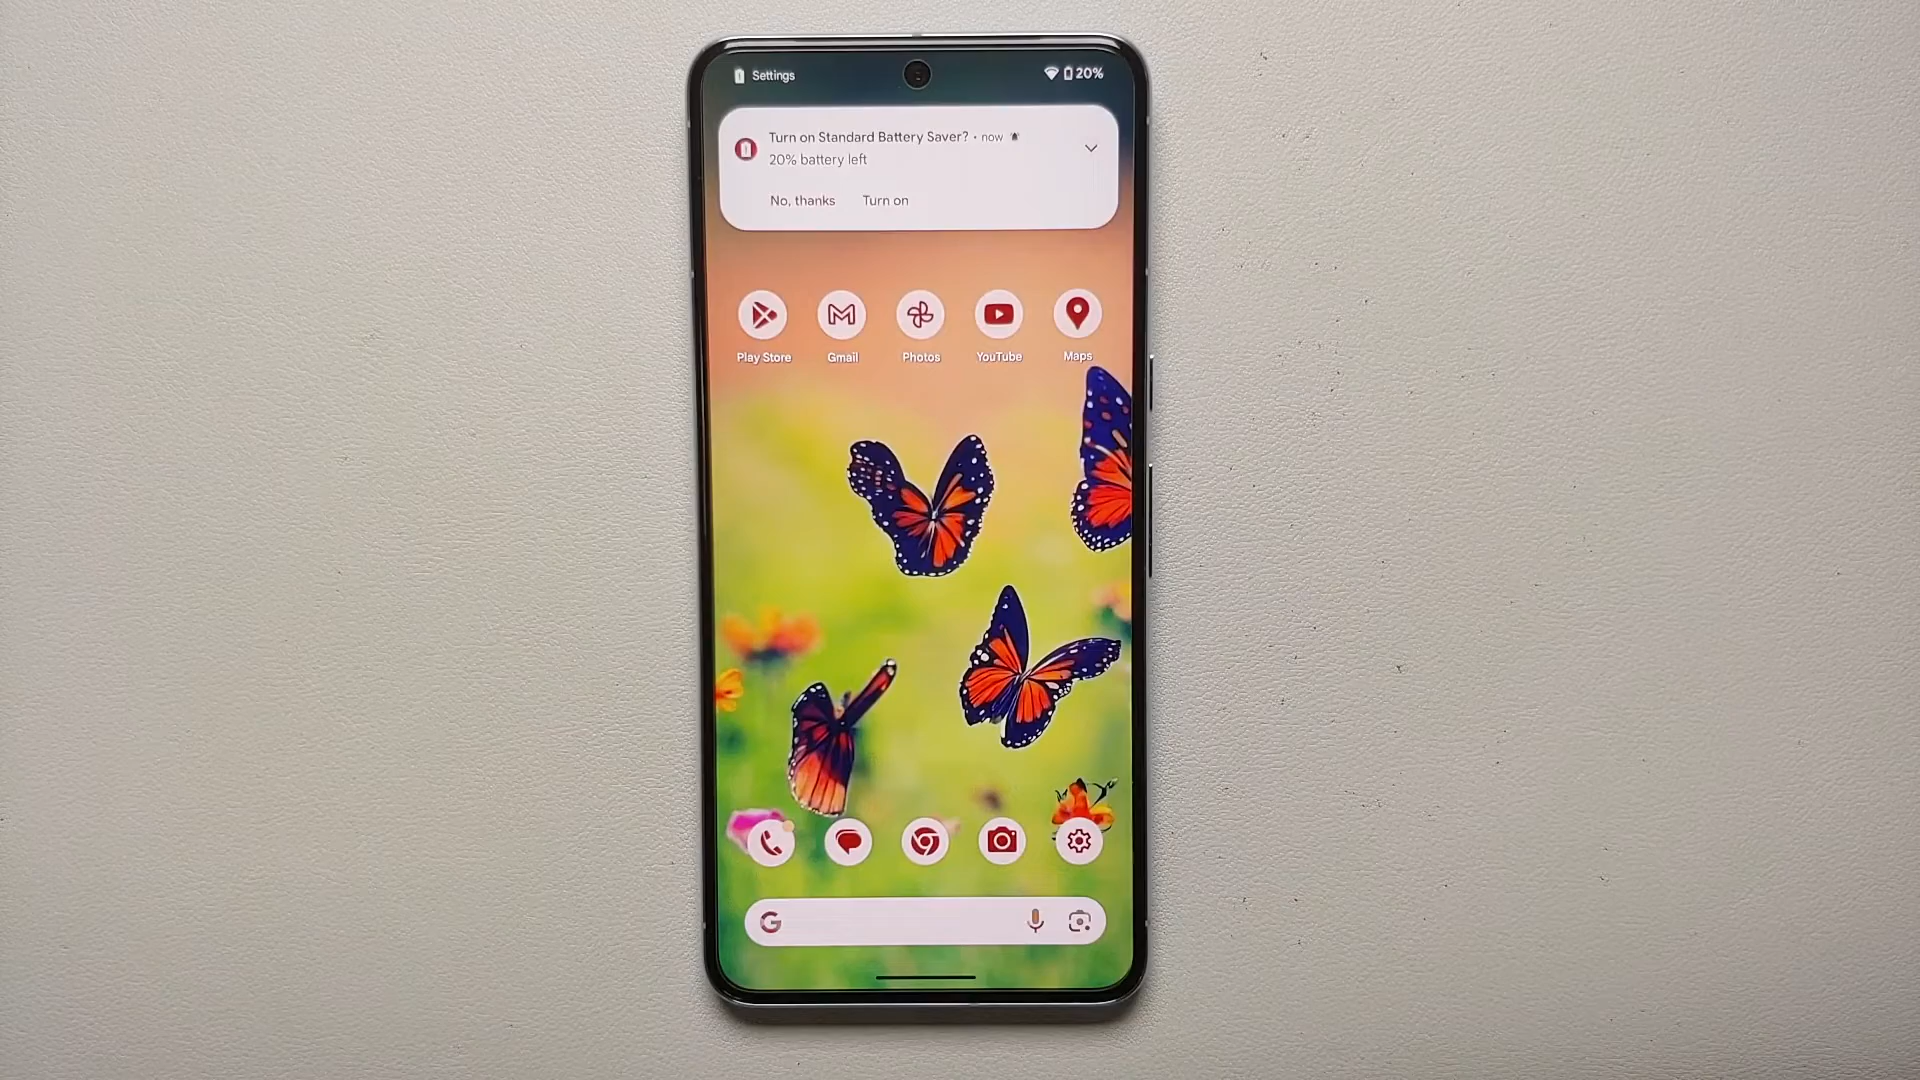 Settings
20%
Turn on Standard Battery Saver? • now
20% battery left
No, thanks Turn on
Play Store Gmail Photos YouTube Maps